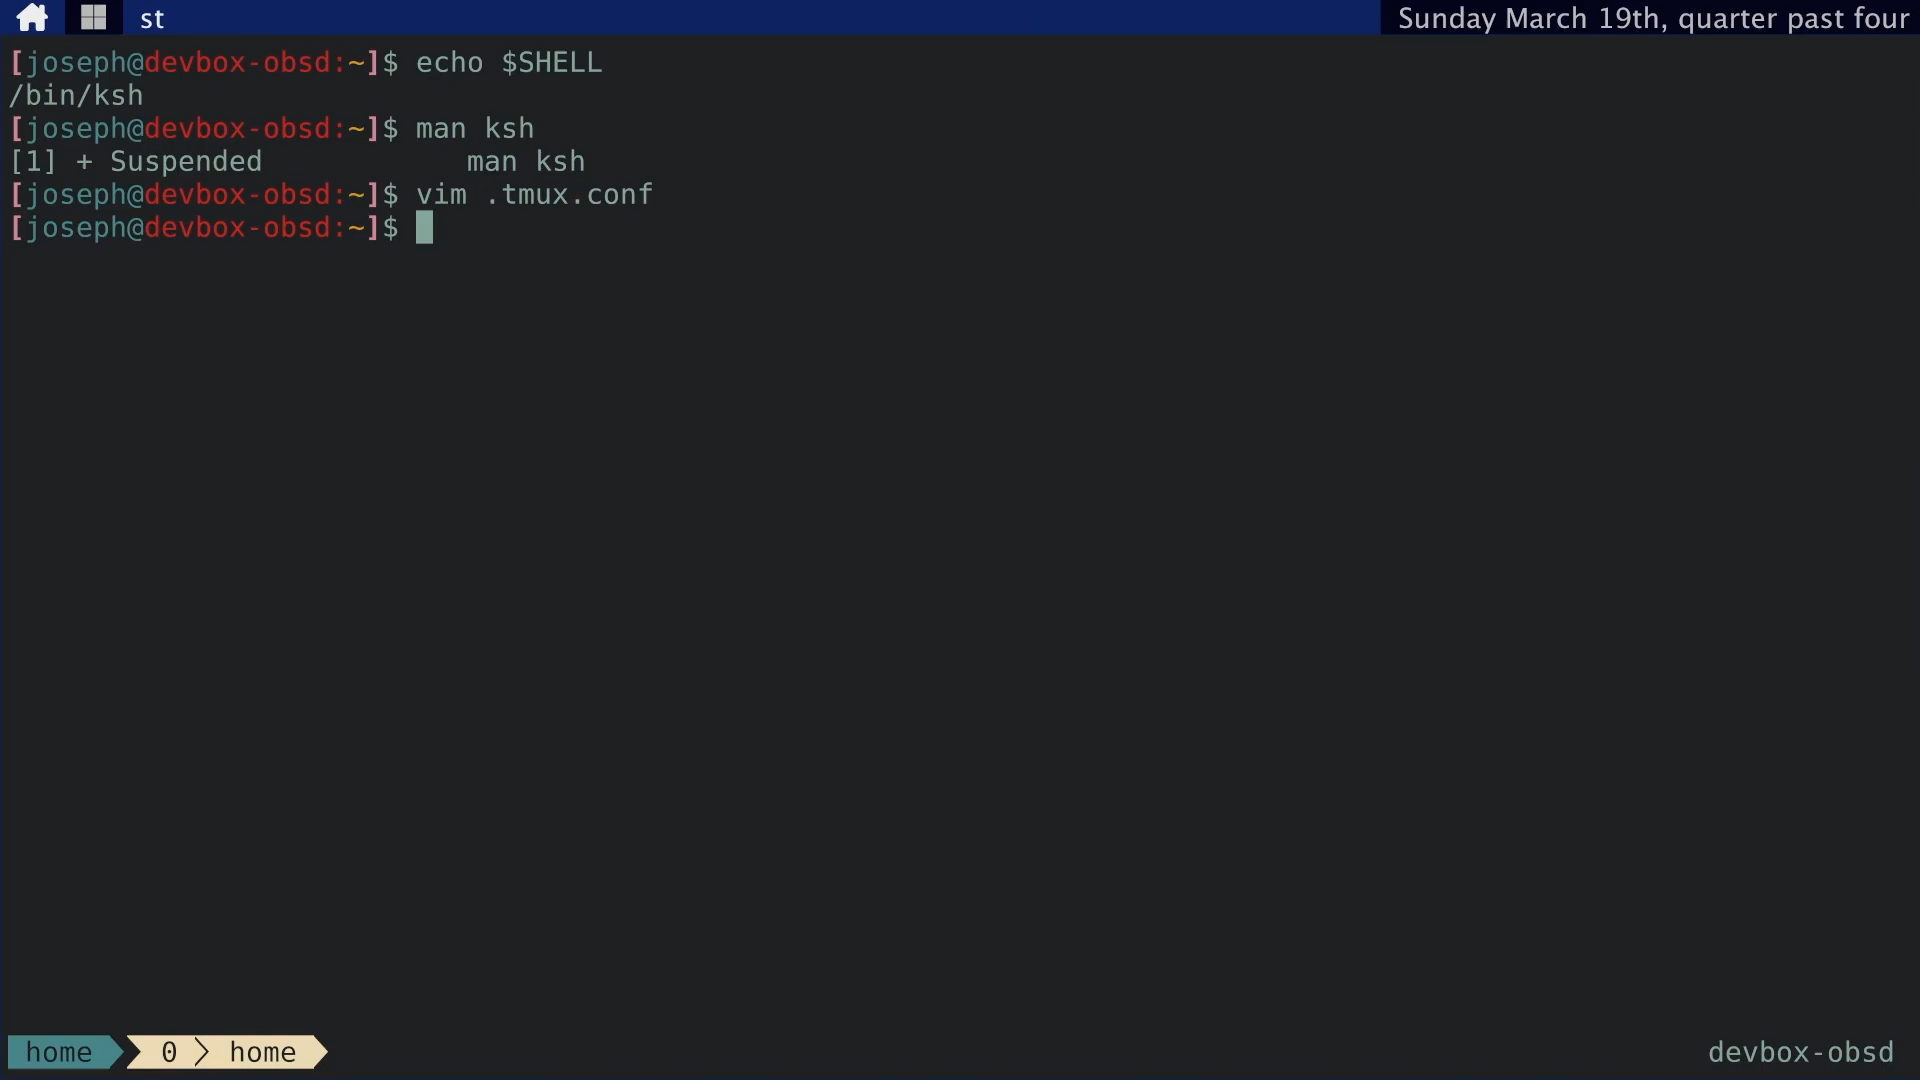 st
Sunday March 19th, quarter past four
[joseph@devbox-obsd:~]$ echo $SHELL
/bin/ksh
[joseph@devbox-obsd:~]$ man ksh
[1] + Suspended            man ksh
[joseph@devbox-obsd:~]$ vim .tmux.conf
[joseph@devbox-obsd:~]$
home 0 home
devbox-obsd